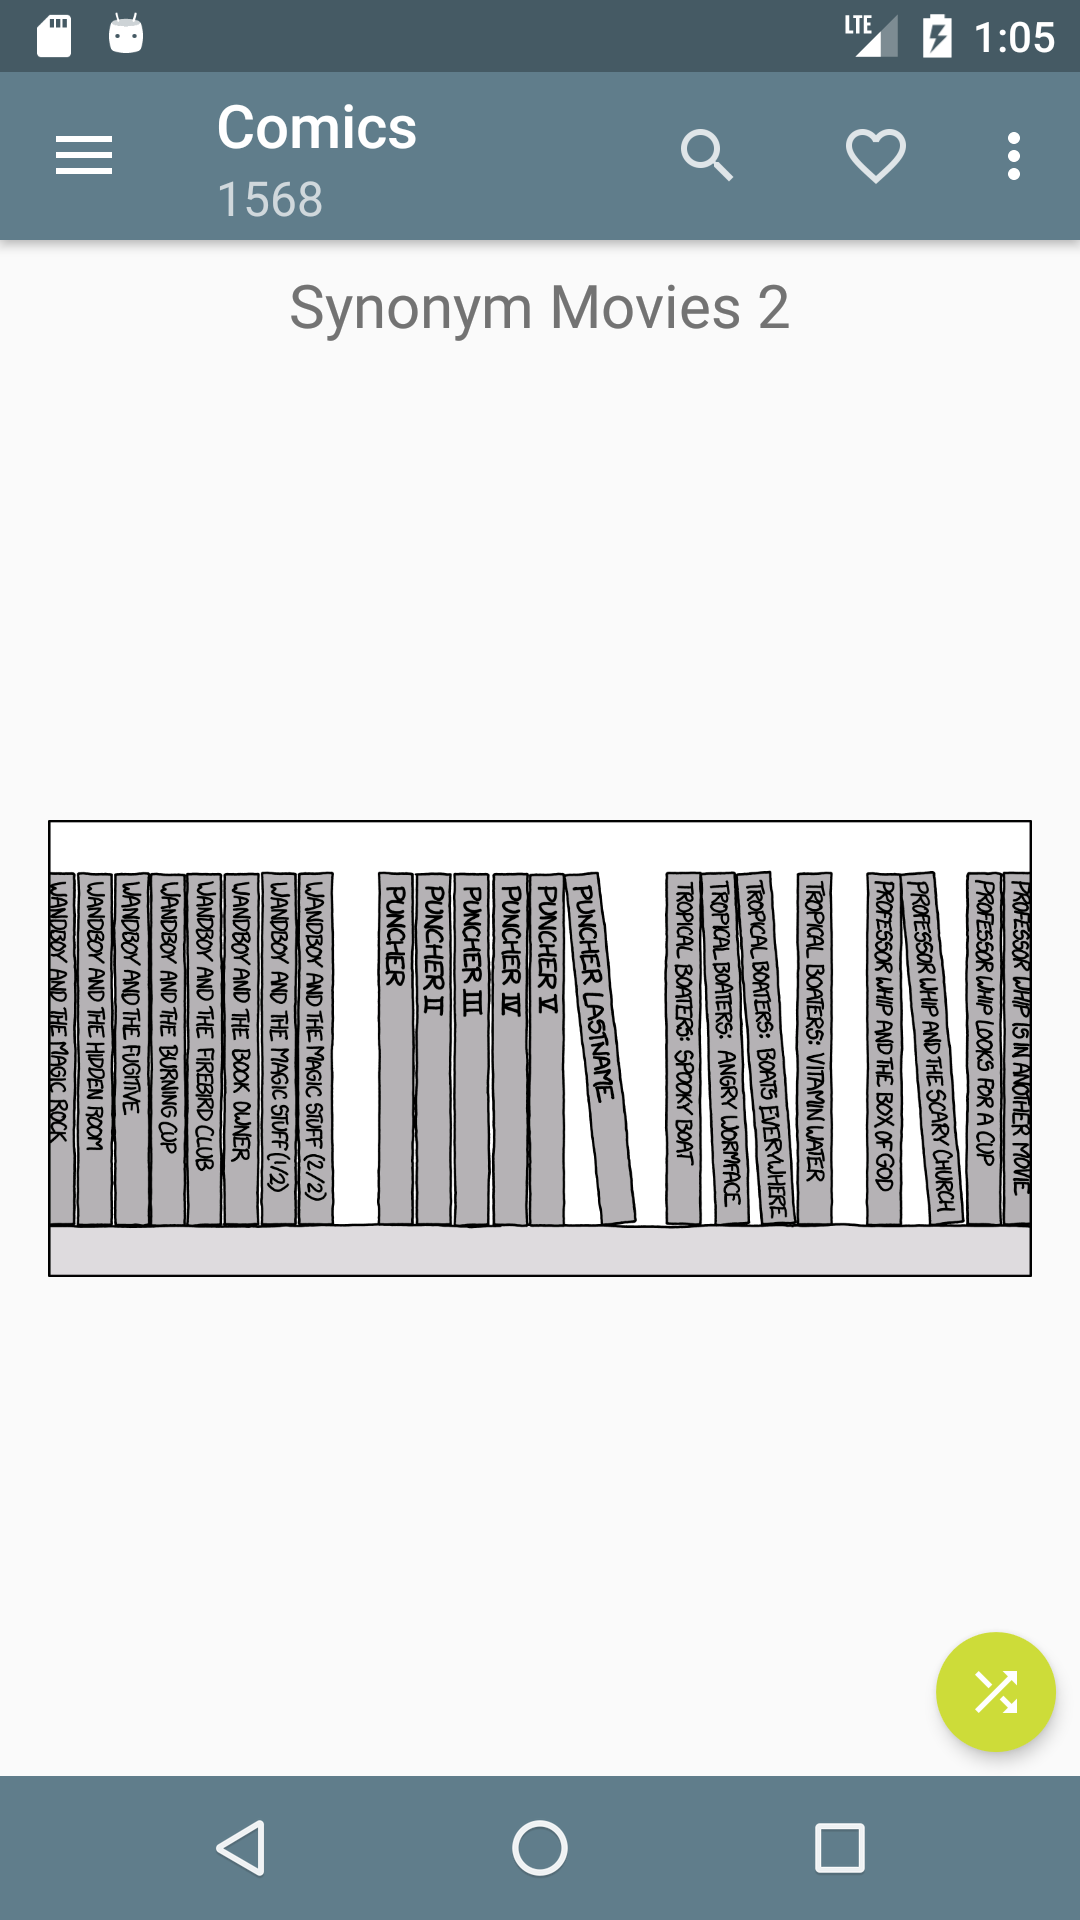 LTE
1:05
Comics
1568
Synonym Movies 2
WANDBOY AND THE MAGIC ROCK
WANDBOY AND THE HIDDEN ROOM
WANDBOY AND THE FUGITIVE
WANDBOY AND THE BURNING CUP
WANDBOY AND THE FIREBIRD CLUB
WANDBOY AND THE BOOK OWNER
WANDBOY AND THE MAGIC STUFF (1/2)
WANDBOY AND THE MAGIC STUFF (2/2)
PUNCHER
PUNCHER II
PUNCHER III
PUNCHER IV
PUNCHER V
PUNCHER LASTNAME
TROPICAL BOATERS: SPOOKY BOAT
TROPICAL BOATERS: ANGRY WORMFACE
TROPICAL BOATERS: BOATS EVERYWHERE
TROPICAL BOATERS: VITAMIN WATER
PROFESSOR WHIP AND THE BOX OF GOD
PROFESSOR WHIP AND THE SCARY CHURCH
PROFESSOR WHIP LOOKS FOR A CUP
PROFESSOR WHIP IS IN ANOTHER MOVIE